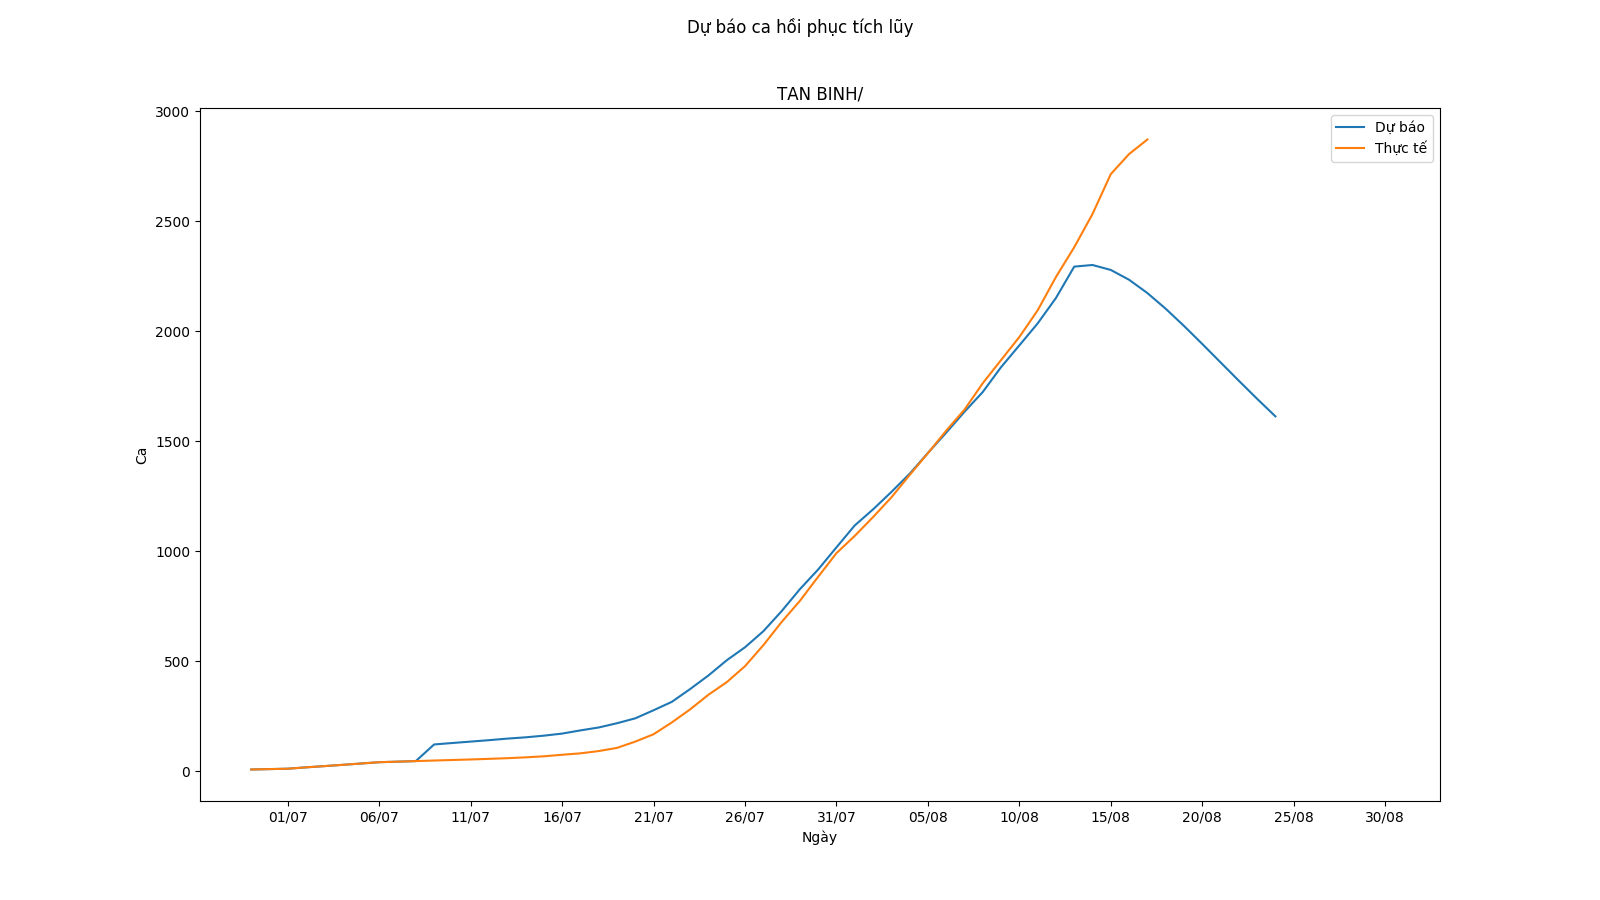 Dự báo ca hồi phục tích lũy
TAN BINH/
Dự báo
Thực tế
Ca
3000
2500
2000
1500
1000
500
0
01/07 06/07 11/07 16/07 21/07 26/07 31/07 05/08 10/08 15/08 20/08 25/08 30/08
Ngày